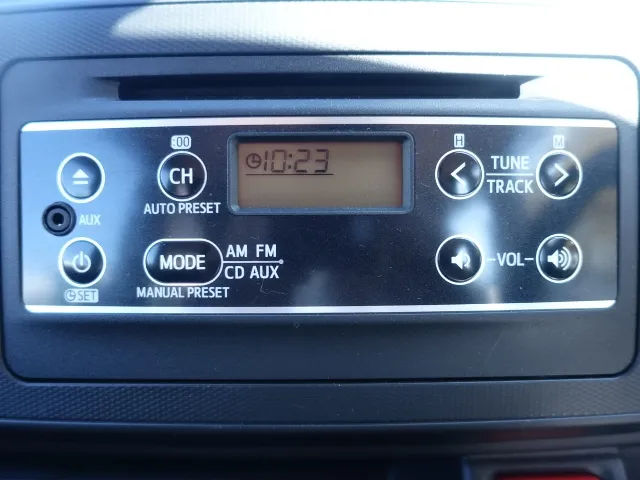 :00
H
M
CH
10:23
TUNE
TRACK
AUTO PRESET
AUX
MODE
AM FM
CD AUX
-VOL-
SET
MANUAL PRESET